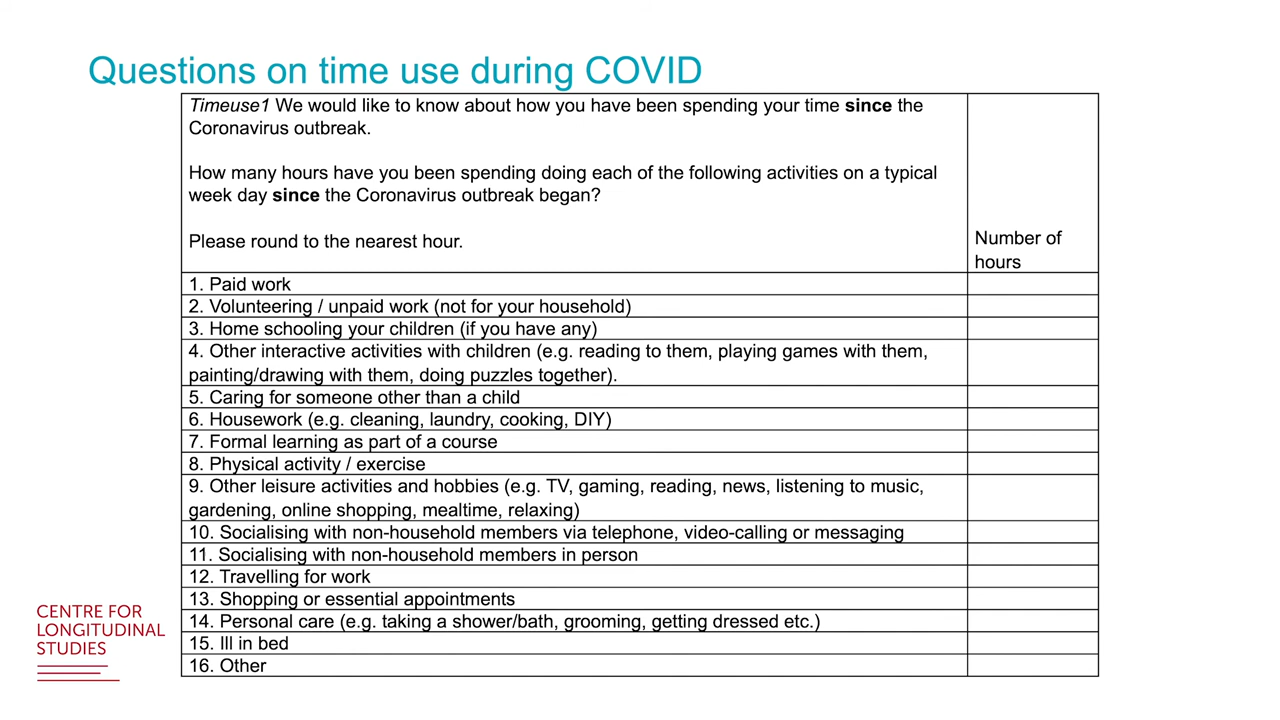 Questions on time use during COVID
Timeuse1 We would like to know about how you have been spending your time since the
Coronavirus outbreak.
How many hours have you been spending doing each of the following activities on a typical
week day since the Coronavirus outbreak began?
Please round to the nearest hour.
Number of
hours
1. Paid work
2. Volunteering / unpaid work (not for your household)
3. Home schooling your children (if you have any)
4. Other interactive activities with children (e.g. reading to them, playing games with them,
painting/drawing with them, doing puzzles together).
5. Caring for someone other than a child
6. Housework (e.g. cleaning, laundry, cooking, DIY)
7. Formal learning as part of a course
8. Physical activity / exercise
9. Other leisure activities and hobbies (e.g. TV, gaming, reading, news, listening to music,
gardening, online shopping, mealtime, relaxing)
10. Socialising with non-household members via telephone, video-calling or messaging
11. Socialising with non-household members in person
12. Travelling for work
13. Shopping or essential appointments
14. Personal care (e.g. taking a shower/bath, grooming, getting dressed etc.)
15. Ill in bed
16. Other
CENTRE FOR
LONGITUDINAL
STUDIES